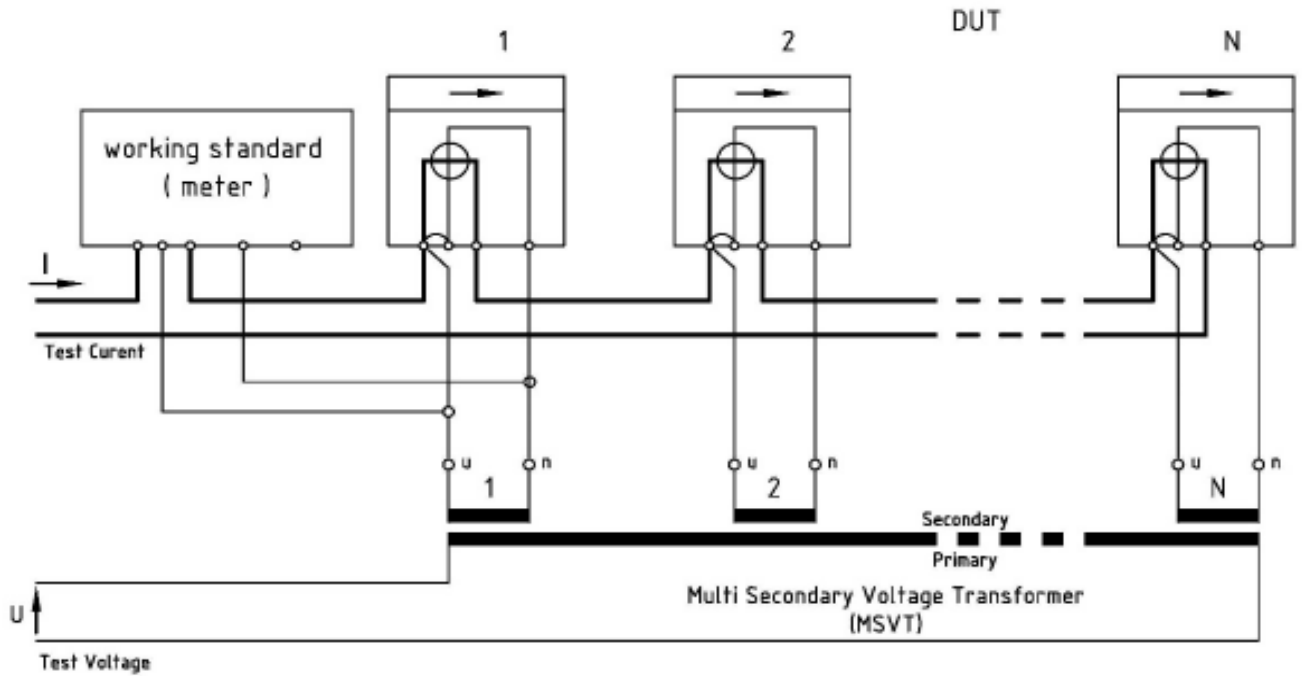 DUT
1
2
N
working standard
( meter )
I
Test Curent
u
n
u
n
u
n
1
2
N
Secondary
Primary
Multi Secondary Voltage Transformer
(MSVT)
U
Test Voltage